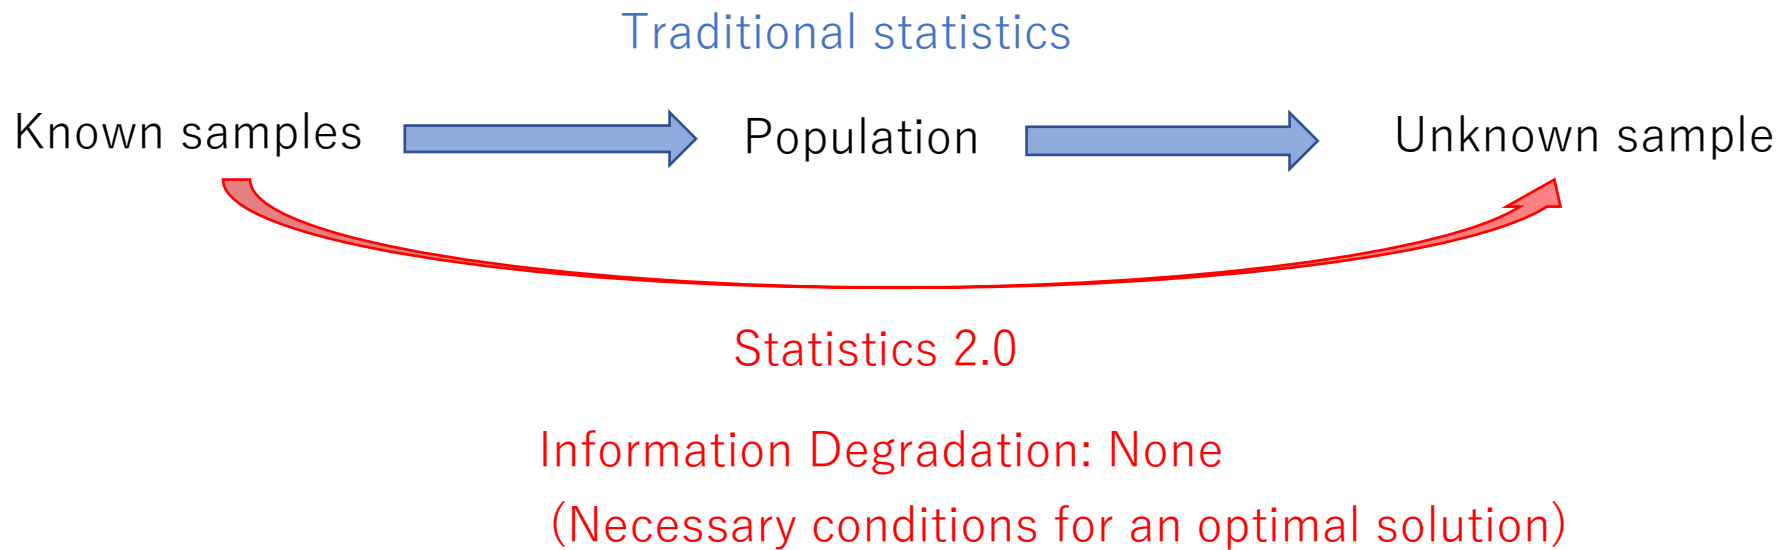 Traditional statistics
Known samples
Population
Unknown sample
Statistics 2.0
Information Degradation: None
(Necessary conditions for an optimal solution)